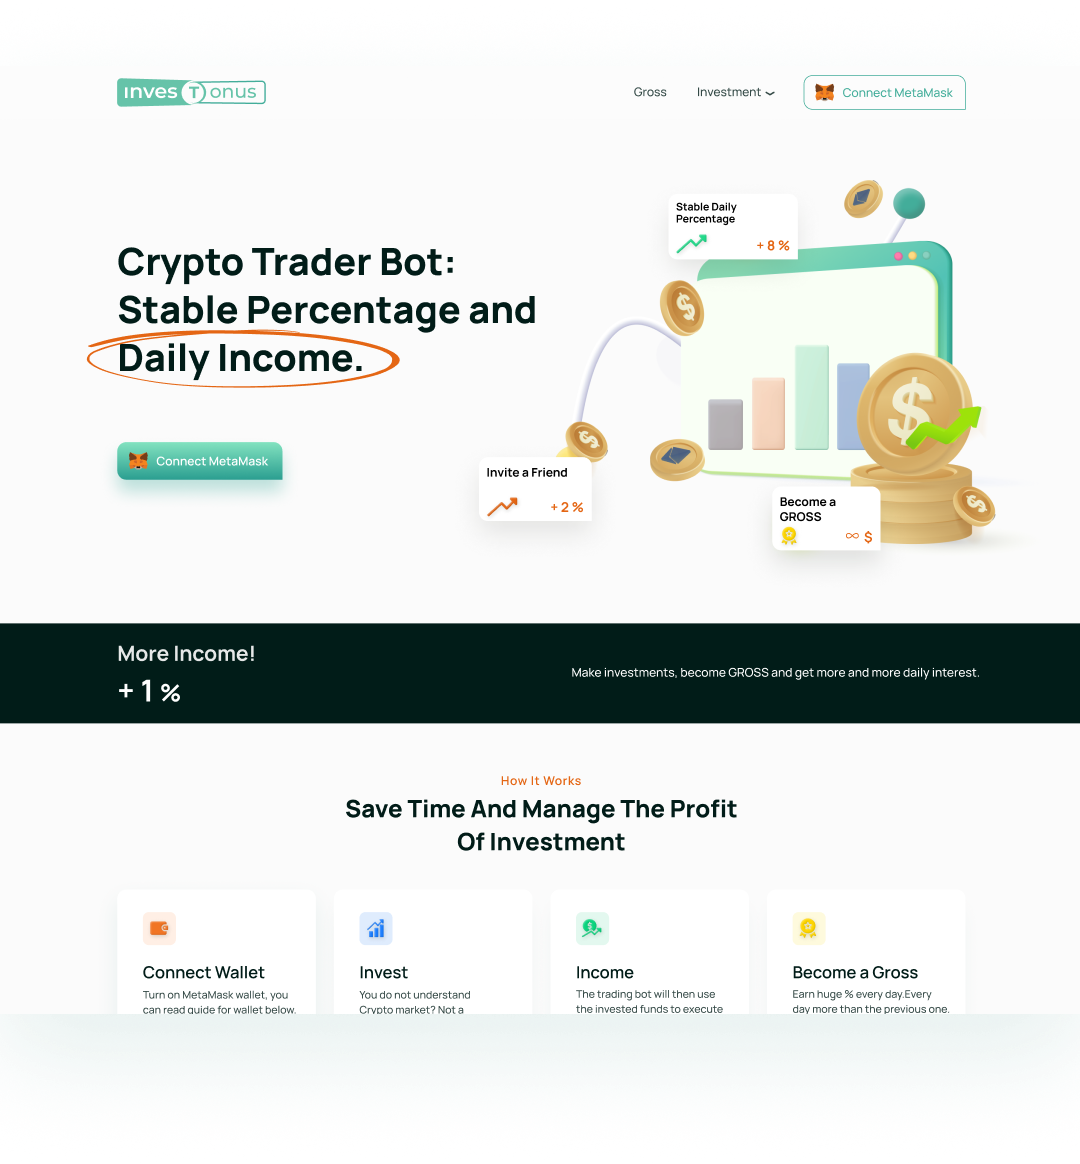 InvesTonus
Gross
Investment
Connect MetaMask
Crypto Trader Bot:
Stable Percentage and
Daily Income.
Connect MetaMask
Stable Daily
Percentage
+ 8 %
$
$
Invite a Friend
+ 2 %
$
Become a
GROSS
∞ $
$
More Income!
+ 1 %
Make investments, become GROSS and get more and more daily interest.
How It Works
Save Time And Manage The Profit
Of Investment
Connect Wallet
Turn on MetaMask wallet, you
can read guide for wallet below.
Invest
You do not understand
Crypto market? Not a
Income
The trading bot will then use
the invested funds to execute
Become a Gross
Earn huge % every day.Every
day more than the previous one.